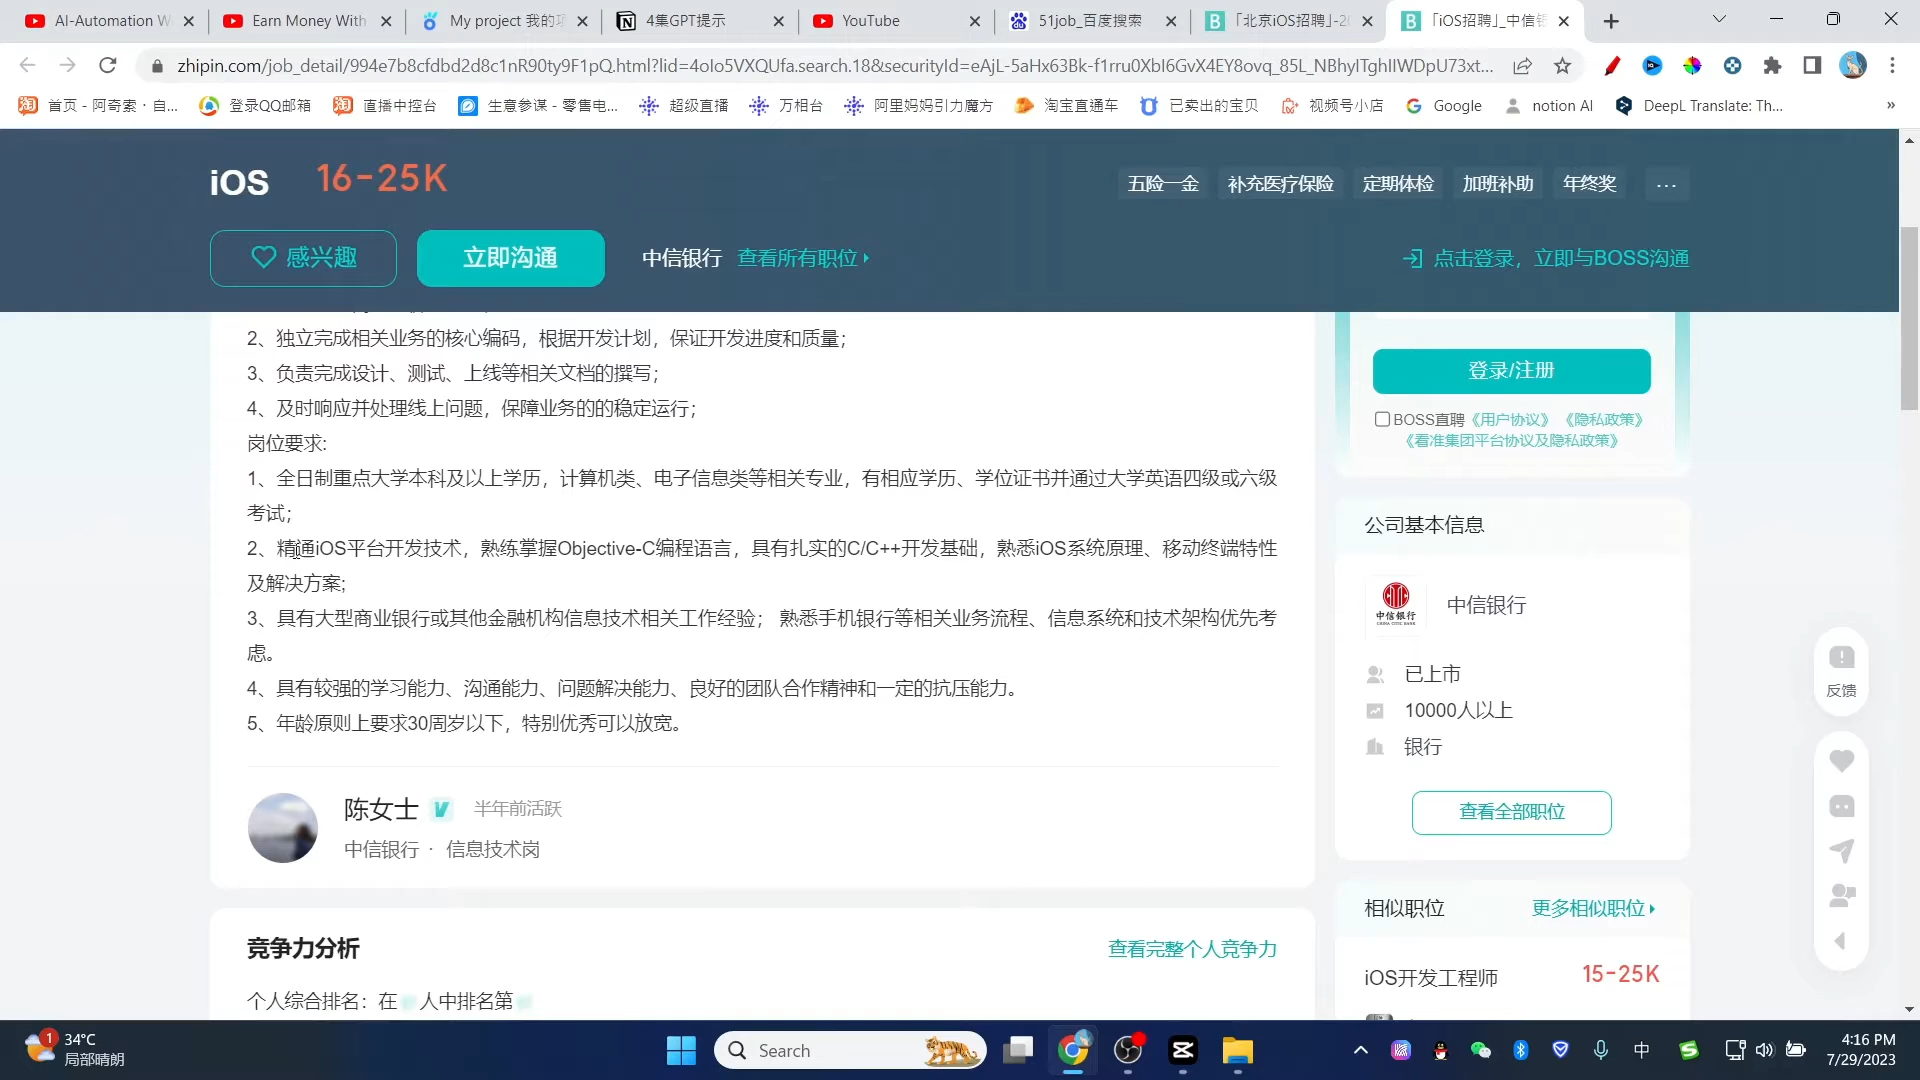 AI-Automation W
Earn Money With
My project 我的项
4集GPT提示
YouTube
51job_百度搜索
「北京iOS招聘」-20
「iOS招聘」_中信银
zhipin.com/job_detail/994e7b8cfdbd2d8c1nR90ty9F1pQ.html?lid=4oIo5VXQUfa.search.18&securityId=eAjL-5aHx63Bk-f1rru0XbI6GvX4EY8ovq_85L_NBhyITghIIWDpU73xt...
首页 - 阿奇索 · 自...
登录QQ邮箱
直播中控台
生意参谋 - 零售电...
超级直播
万相台
阿里妈妈引力魔方
淘宝直通车
已卖出的宝贝
视频号小店
Google
notion AI
DeepL Translate: Th...
»
iOS
16-25K
五险一金
补充医疗保险
定期体检
加班补助
年终奖
...
感兴趣
立即沟通
中信银行
查看所有职位
点击登录，立即与BOSS沟通
2、独立完成相关业务的核心编码，根据开发计划，保证开发进度和质量；
3、负责完成设计、测试、上线等相关文档的撰写；
4、及时响应并处理线上问题，保障业务的的稳定运行；
岗位要求:
1、全日制重点大学本科及以上学历，计算机类、电子信息类等相关专业，有相应学历、学位证书并通过大学英语四级或六级
考试；
2、精通iOS平台开发技术，熟练掌握Objective-C编程语言，具有扎实的C/C++开发基础，熟悉iOS系统原理、移动终端特性
及解决方案;
3、具有大型商业银行或其他金融机构信息技术相关工作经验； 熟悉手机银行等相关业务流程、信息系统和技术架构优先考
虑。
4、具有较强的学习能力、沟通能力、问题解决能力、良好的团队合作精神和一定的抗压能力。
5、年龄原则上要求30周岁以下，特别优秀可以放宽。
陈女士
半年前活跃
中信银行 · 信息技术岗
竞争力分析
查看完整个人竞争力
个人综合排名：在 人中排名第
登录/注册
BOSS直聘《用户协议》 《隐私政策》
《看准集团平台协议及隐私政策》
公司基本信息
中信银行
CHINA CITIC BANK
中信银行
已上市
10000人以上
银行
查看全部职位
相似职位
更多相似职位
iOS开发工程师
15-25K
反馈
1
34°C
局部晴朗
Search
中
4:16 PM
7/29/2023